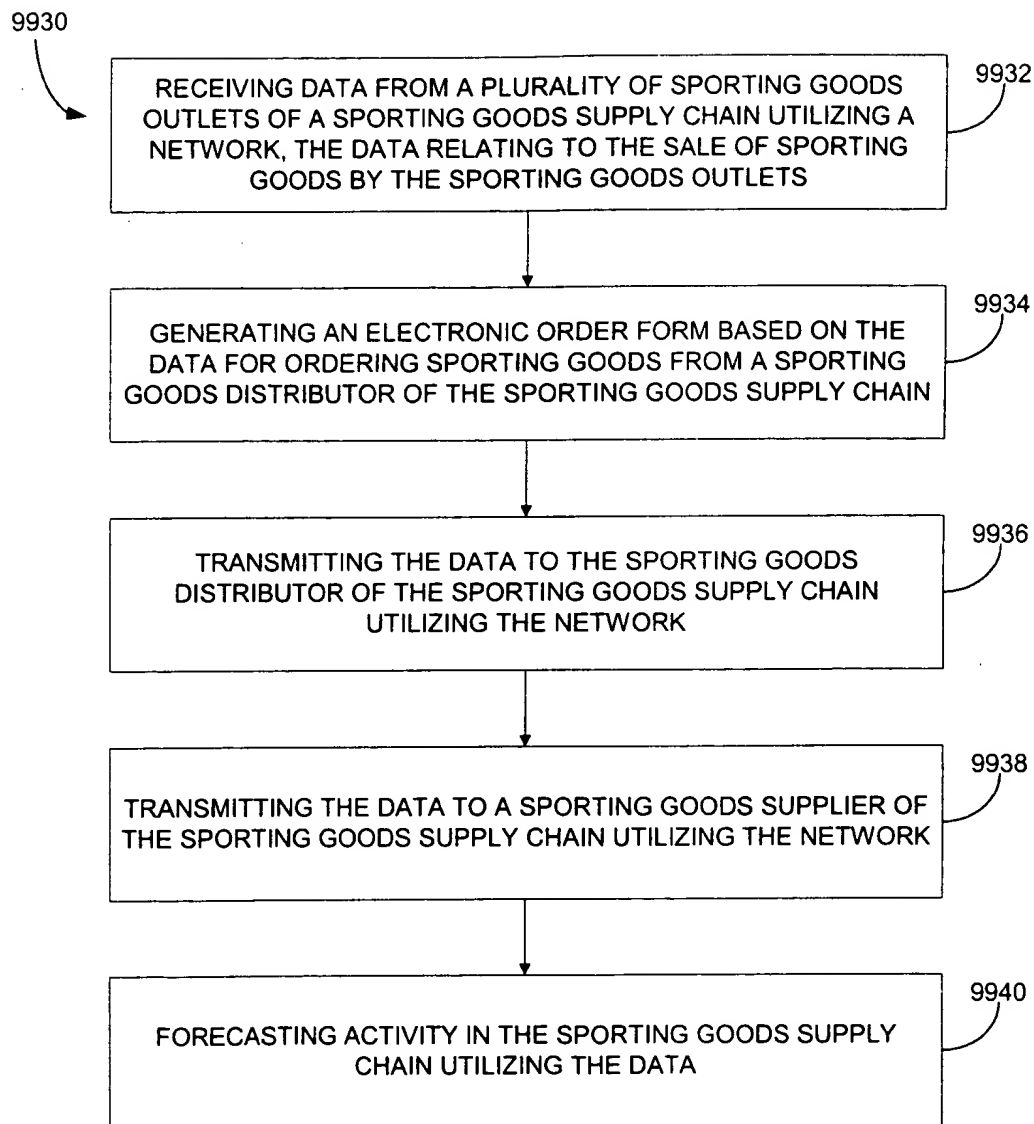 9930
RECEIVING DATA FROM A PLURALITY OF SPORTING GOODS
OUTLETS OF A SPORTING GOODS SUPPLY CHAIN UTILIZING A
NETWORK, THE DATA RELATING TO THE SALE OF SPORTING
GOODS BY THE SPORTING GOODS OUTLETS
9932
GENERATING AN ELECTRONIC ORDER FORM BASED ON THE
DATA FOR ORDERING SPORTING GOODS FROM A SPORTING
GOODS DISTRIBUTOR OF THE SPORTING GOODS SUPPLY CHAIN
9934
TRANSMITTING THE DATA TO THE SPORTING GOODS
DISTRIBUTOR OF THE SPORTING GOODS SUPPLY CHAIN
UTILIZING THE NETWORK
9936
TRANSMITTING THE DATA TO A SPORTING GOODS SUPPLIER OF
THE SPORTING GOODS SUPPLY CHAIN UTILIZING THE NETWORK
9938
FORECASTING ACTIVITY IN THE SPORTING GOODS SUPPLY
CHAIN UTILIZING THE DATA
9940